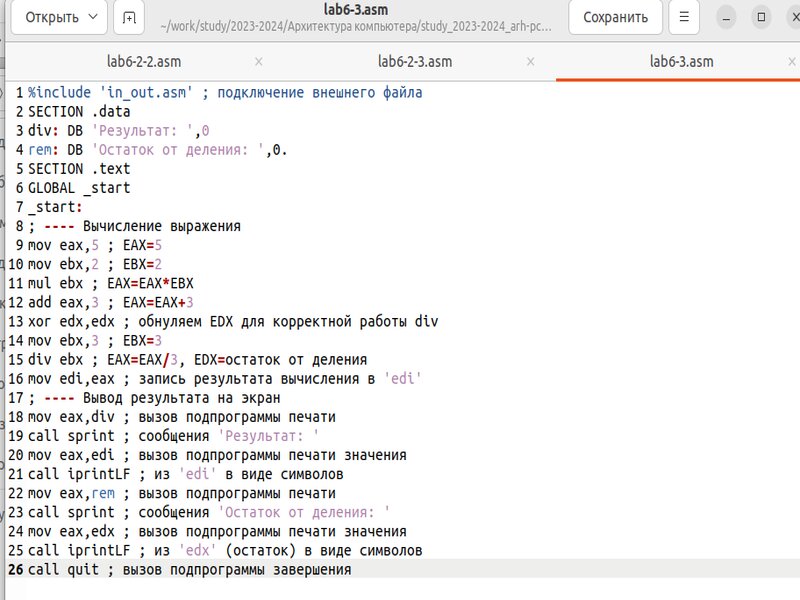 Открыть
lab6-3.asm
~/work/study/2023-2024/Архитектура компьютера/study_2023-2024_arh-pc...
Сохранить
lab6-2-2.asm
lab6-2-3.asm
lab6-3.asm
1 %include 'in_out.asm' ; подключение внешнего файла
2 SECTION .data
3 div: DB 'Результат: ',0
4 rem: DB 'Остаток от деления: ',0.
5 SECTION .text
6 GLOBAL _start
7 _start:
8 ; ---- Вычисление выражения
9 mov eax,5 ; EAX=5
10 mov ebx,2 ; EBX=2
11 mul ebx ; EAX=EAX*EBX
12 add eax,3 ; EAX=EAX+3
13 xor edx,edx ; обнуляем EDX для корректной работы div
14 mov ebx,3 ; EBX=3
15 div ebx ; EAX=EAX/3, EDX=остаток от деления
16 mov edi,eax ; запись результата вычисления в 'edi'
17 ; ---- Вывод результата на экран
18 mov eax,div ; вызов подпрограммы печати
19 call sprint ; сообщения 'Результат: '
20 mov eax,edi ; вызов подпрограммы печати значения
21 call iprintLF ; из 'edi' в виде символов
22 mov eax,rem ; вызов подпрограммы печати
23 call sprint ; сообщения 'Остаток от деления: '
24 mov eax,edx ; вызов подпрограммы печати значения
25 call iprintLF ; из 'edx' (остаток) в виде символов
26 call quit ; вызов подпрограммы завершения